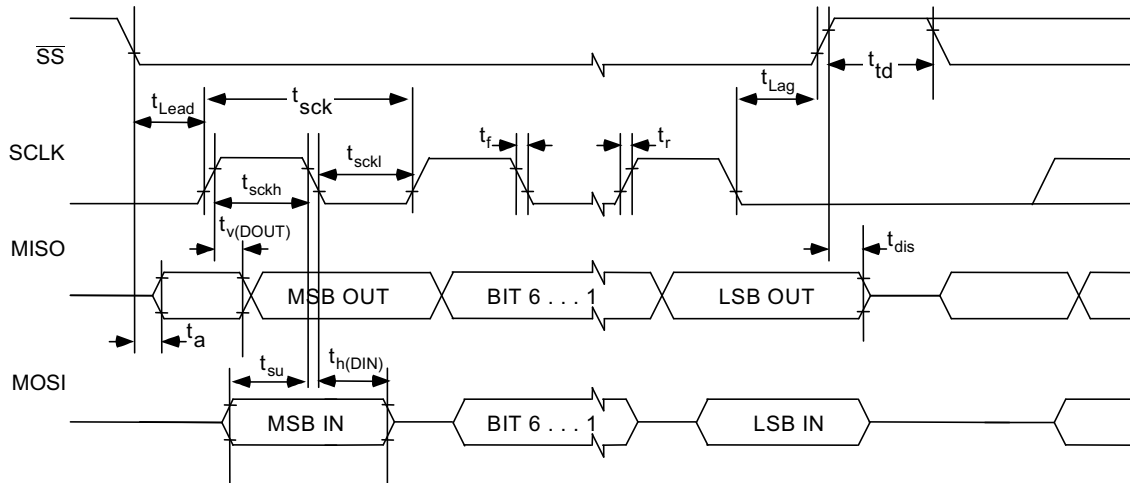 SS
t_td
t_Lag
t_Lead
t_sck
SCLK
t_f
t_r
t_sckl
t_sckh
t_v(DOUT)
MISO
t_dis
MSB OUT
BIT 6 . . . 1
LSB OUT
t_a
MOSI
t_su
t_h(DIN)
MSB IN
BIT 6 . . . 1
LSB IN